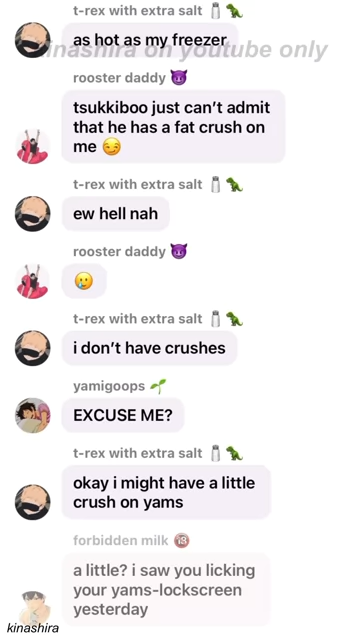 t-rex with extra salt 🧂🦖
as hot as my freezer
kinashira on youtube only
rooster daddy 😈
tsukkiboo just can't admit
that he has a fat crush on
me 😏
t-rex with extra salt 🧂🦖
ew hell nah
rooster daddy 😈
🥲
t-rex with extra salt 🧂🦖
i don't have crushes
yamigoops 🌱
EXCUSE ME?
t-rex with extra salt 🧂🦖
okay i might have a little
crush on yams
forbidden milk 🔞
a little? i saw you licking
your yams-lockscreen
yesterday
kinashira